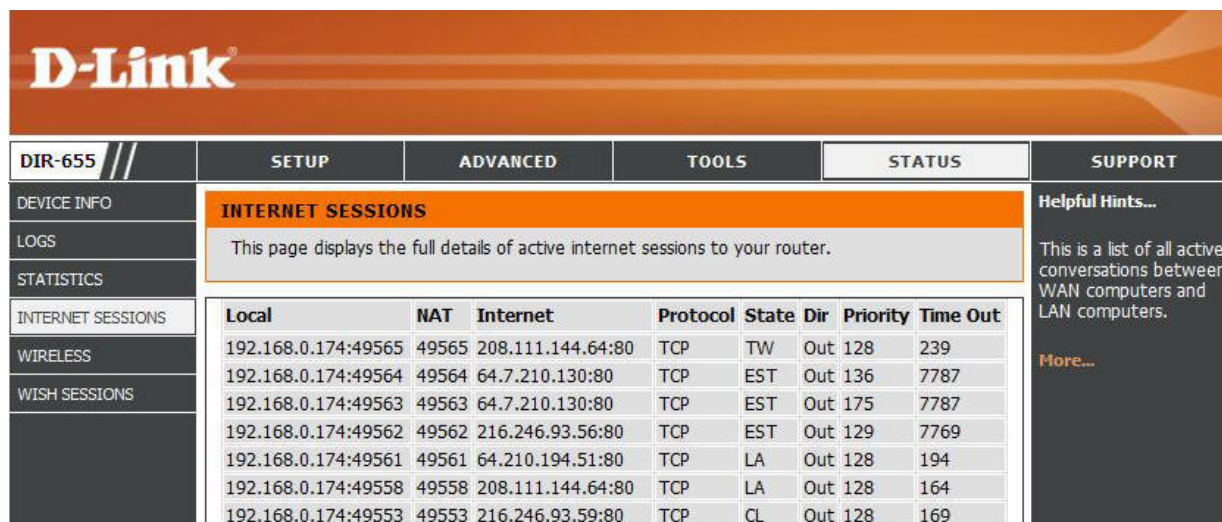 D-Link®
DIR-655
SETUP
ADVANCED
TOOLS
STATUS
SUPPORT
DEVICE INFO
LOGS
STATISTICS
INTERNET SESSIONS
WIRELESS
WISH SESSIONS
INTERNET SESSIONS
This page displays the full details of active internet sessions to your router.
Local NAT Internet Protocol State Dir Priority Time Out
192.168.0.174:49565 49565 208.111.144.64:80 TCP TW Out 128 239
192.168.0.174:49564 49564 64.7.210.130:80 TCP EST Out 136 7787
192.168.0.174:49563 49563 64.7.210.130:80 TCP EST Out 175 7787
192.168.0.174:49562 49562 216.246.93.56:80 TCP EST Out 129 7769
192.168.0.174:49561 49561 64.210.194.51:80 TCP LA Out 128 194
192.168.0.174:49558 49558 208.111.144.64:80 TCP LA Out 128 164
192.168.0.174:49553 49553 216.246.93.59:80 TCP CL Out 128 169
Helpful Hints...
This is a list of all active
conversations between
WAN computers and
LAN computers.
More...